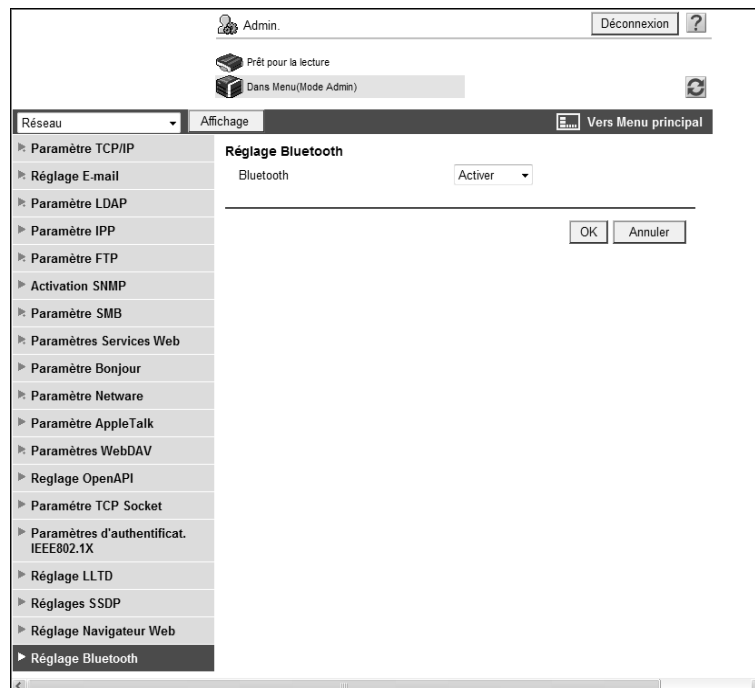 Admin.
Déconnexion
?
Prêt pour la lecture
Dans Menu(Mode Admin)
Réseau
Affichage
Vers Menu principal
Paramètre TCP/IP
Réglage E-mail
Paramètre LDAP
Paramètre IPP
Paramètre FTP
Activation SNMP
Paramètre SMB
Paramètres Services Web
Paramètre Bonjour
Paramètre Netware
Paramètre AppleTalk
Paramètres WebDAV
Reglage OpenAPI
Paramétre TCP Socket
Paramètres d'authentificat.
IEEE802.1X
Réglage LLTD
Réglages SSDP
Réglage Navigateur Web
Réglage Bluetooth
Réglage Bluetooth
Bluetooth
Activer
OK
Annuler